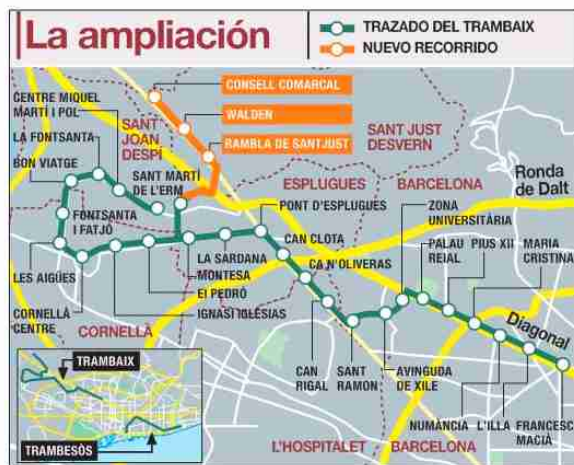 La ampliación
TRAZADO DEL TRAMBAIX
NUEVO RECORRIDO
CONSELL COMARCAL
CENTRE MIQUEL
MARTÍ I POL
WALDEN
LA FONTSANTA
SANT
JOAN
DESPÍ
RAMBLA DE SANT JUST
SANT JUST
DESVERN
BON VIATGE
SANT MARTÍ
DE L'ERM
Ronda
de Dalt
ESPLUGUES
BARCELONA
FONTSANTA
I FATJÓ
PONT D'ESPLUGUES
ZONA
UNIVERSITÀRIA
CAN CLOTA
PALAU
REIAL
PIUS XII
MARIA
CRISTINA
LES AIGÜES
LA SARDANA
MONTESA
CA N'OLIVERAS
El PEDRÓ
CORNELLÀ
CENTRE
IGNASI IGLÉSIAS
CORNELLÀ
Diagonal
TRAMBAIX
CAN
RIGAL
SANT
RAMON
AVINGUDA
DE XILE
NUMÀNCIA
L'ILLA
FRANCESC
MACIÀ
TRAMBESÒS
L'HOSPITALET
BARCELONA